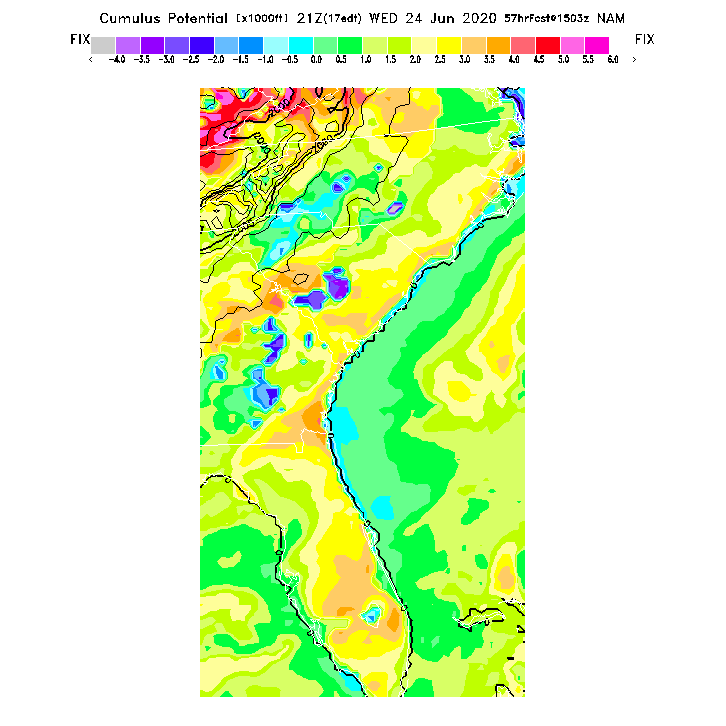 Cumulus Potential [x1000ft] 21Z(17edt) WED 24 Jun 2020 57hrFcst@1503z NAM
FIX FIX
< -4.0 -3.5 -3.0 -2.5 -2.0 -1.5 -1.0 -0.5 0.0 0.5 1.0 1.5 2.0 2.5 3.0 3.5 4.0 4.5 5.0 5.5 6.0 >
2000
2000